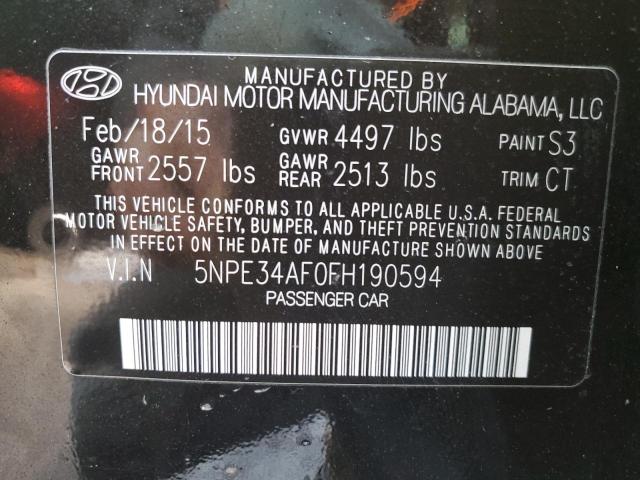 MANUFACTURED BY
HYUNDAI MOTOR MANUFACTURING ALABAMA, LLC
Feb/18/15 GVWR 4497 lbs PAINT S3
GAWR FRONT 2557 lbs GAWR REAR 2513 lbs TRIM CT
THIS VEHICLE CONFORMS TO ALL APPLICABLE U.S.A. FEDERAL
MOTOR VEHICLE SAFETY, BUMPER, AND THEFT PREVENTION STANDARDS
IN EFFECT ON THE DATE OF MANUFACTURE SHOWN ABOVE
V.I.N 5NPE34AF0FH190594
PASSENGER CAR